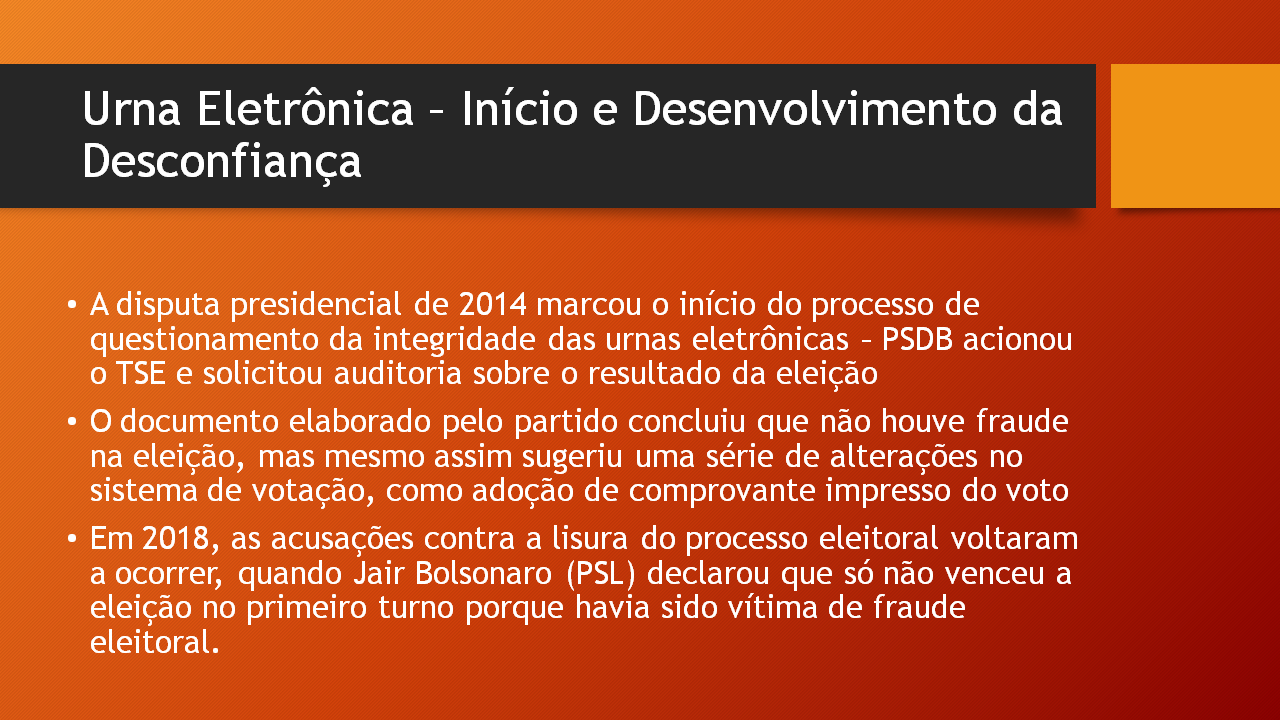 Urna Eletrônica – Início e Desenvolvimento da
Desconfiança
• A disputa presidencial de 2014 marcou o início do processo de
questionamento da integridade das urnas eletrônicas – PSDB acionou
o TSE e solicitou auditoria sobre o resultado da eleição
• O documento elaborado pelo partido concluiu que não houve fraude
na eleição, mas mesmo assim sugeriu uma série de alterações no
sistema de votação, como adoção de comprovante impresso do voto
• Em 2018, as acusações contra a lisura do processo eleitoral voltaram
a ocorrer, quando Jair Bolsonaro (PSL) declarou que só não venceu a
eleição no primeiro turno porque havia sido vítima de fraude
eleitoral.